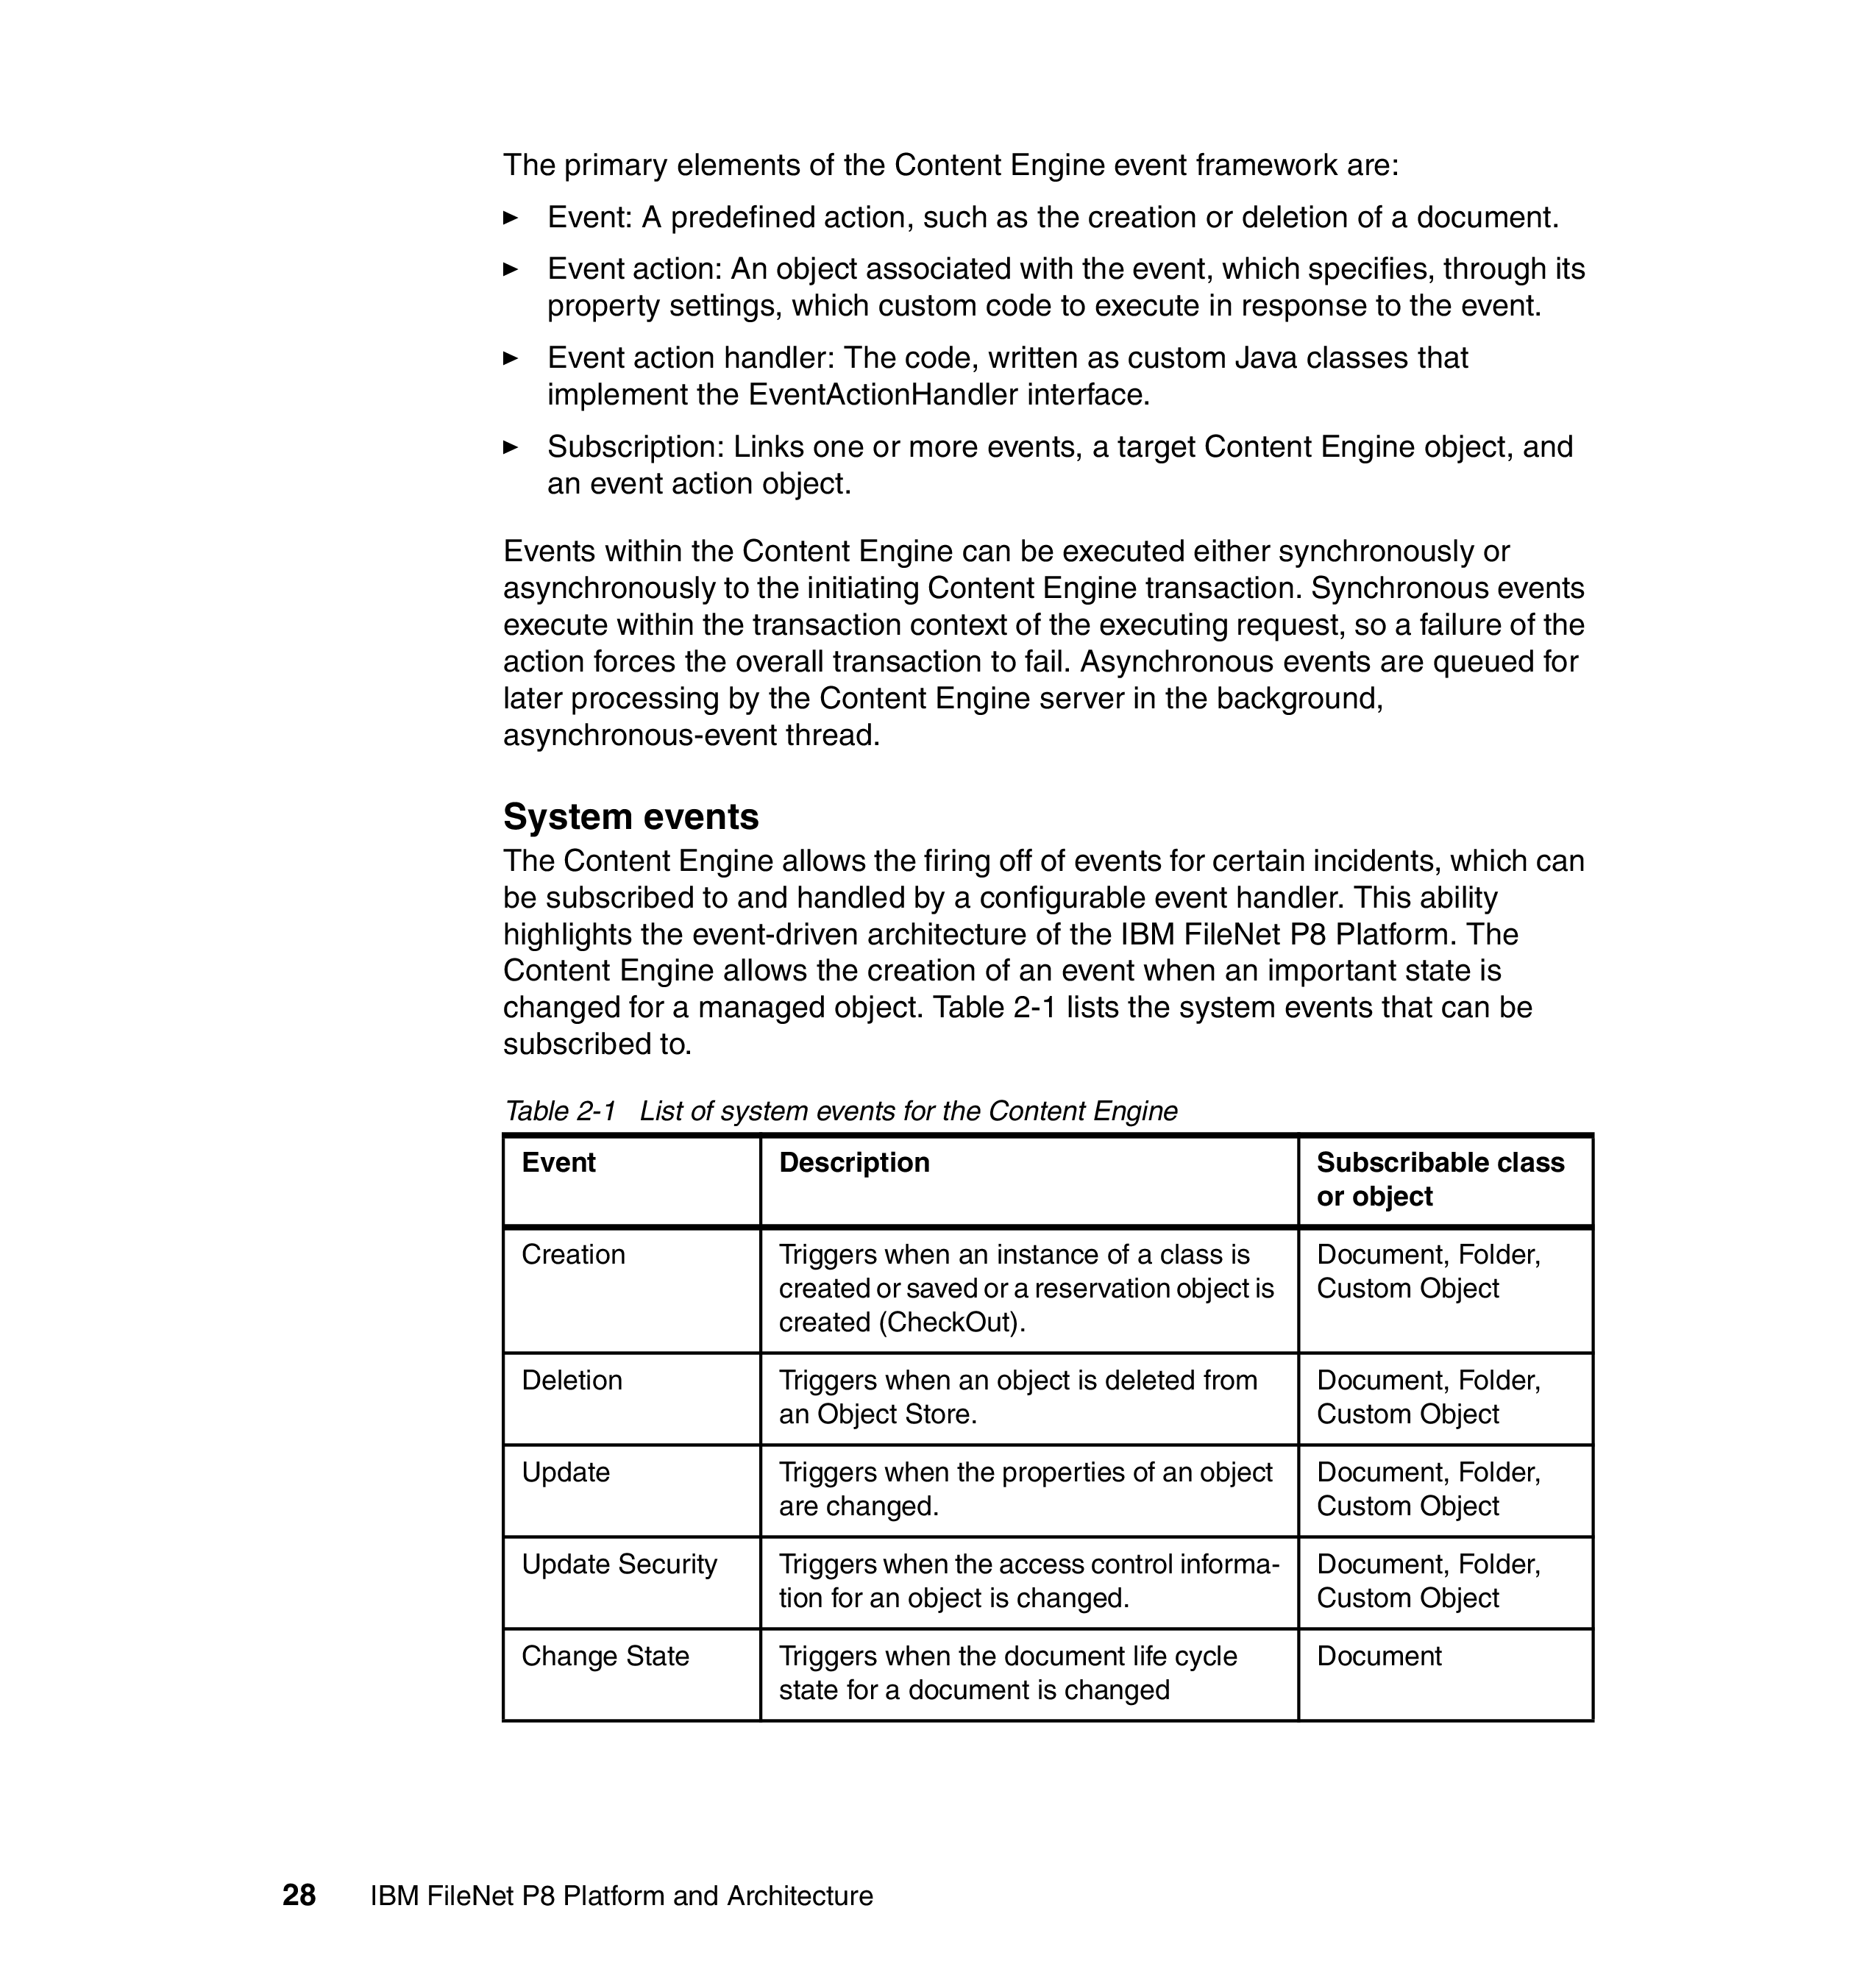 The primary elements of the Content Engine event framework are:
► Event: A predefined action, such as the creation or deletion of a document.
► Event action: An object associated with the event, which specifies, through its
property settings, which custom code to execute in response to the event.
► Event action handler: The code, written as custom Java classes that
implement the EventActionHandler interface.
► Subscription: Links one or more events, a target Content Engine object, and
an event action object.
Events within the Content Engine can be executed either synchronously or
asynchronously to the initiating Content Engine transaction. Synchronous events
execute within the transaction context of the executing request, so a failure of the
action forces the overall transaction to fail. Asynchronous events are queued for
later processing by the Content Engine server in the background,
asynchronous-event thread.
System events
The Content Engine allows the firing off of events for certain incidents, which can
be subscribed to and handled by a configurable event handler. This ability
highlights the event-driven architecture of the IBM FileNet P8 Platform. The
Content Engine allows the creation of an event when an important state is
changed for a managed object. Table 2-1 lists the system events that can be
subscribed to.
Table 2-1 List of system events for the Content Engine
Event
Description
Subscribable class
or object
Creation
Triggers when an instance of a class is
created or saved or a reservation object is
created (CheckOut).
Document, Folder,
Custom Object
Deletion
Triggers when an object is deleted from
an Object Store.
Document, Folder,
Custom Object
Update
Triggers when the properties of an object
are changed.
Document, Folder,
Custom Object
Update Security
Triggers when the access control informa-
tion for an object is changed.
Document, Folder,
Custom Object
Change State
Triggers when the document life cycle
state for a document is changed
Document
28 IBM FileNet P8 Platform and Architecture